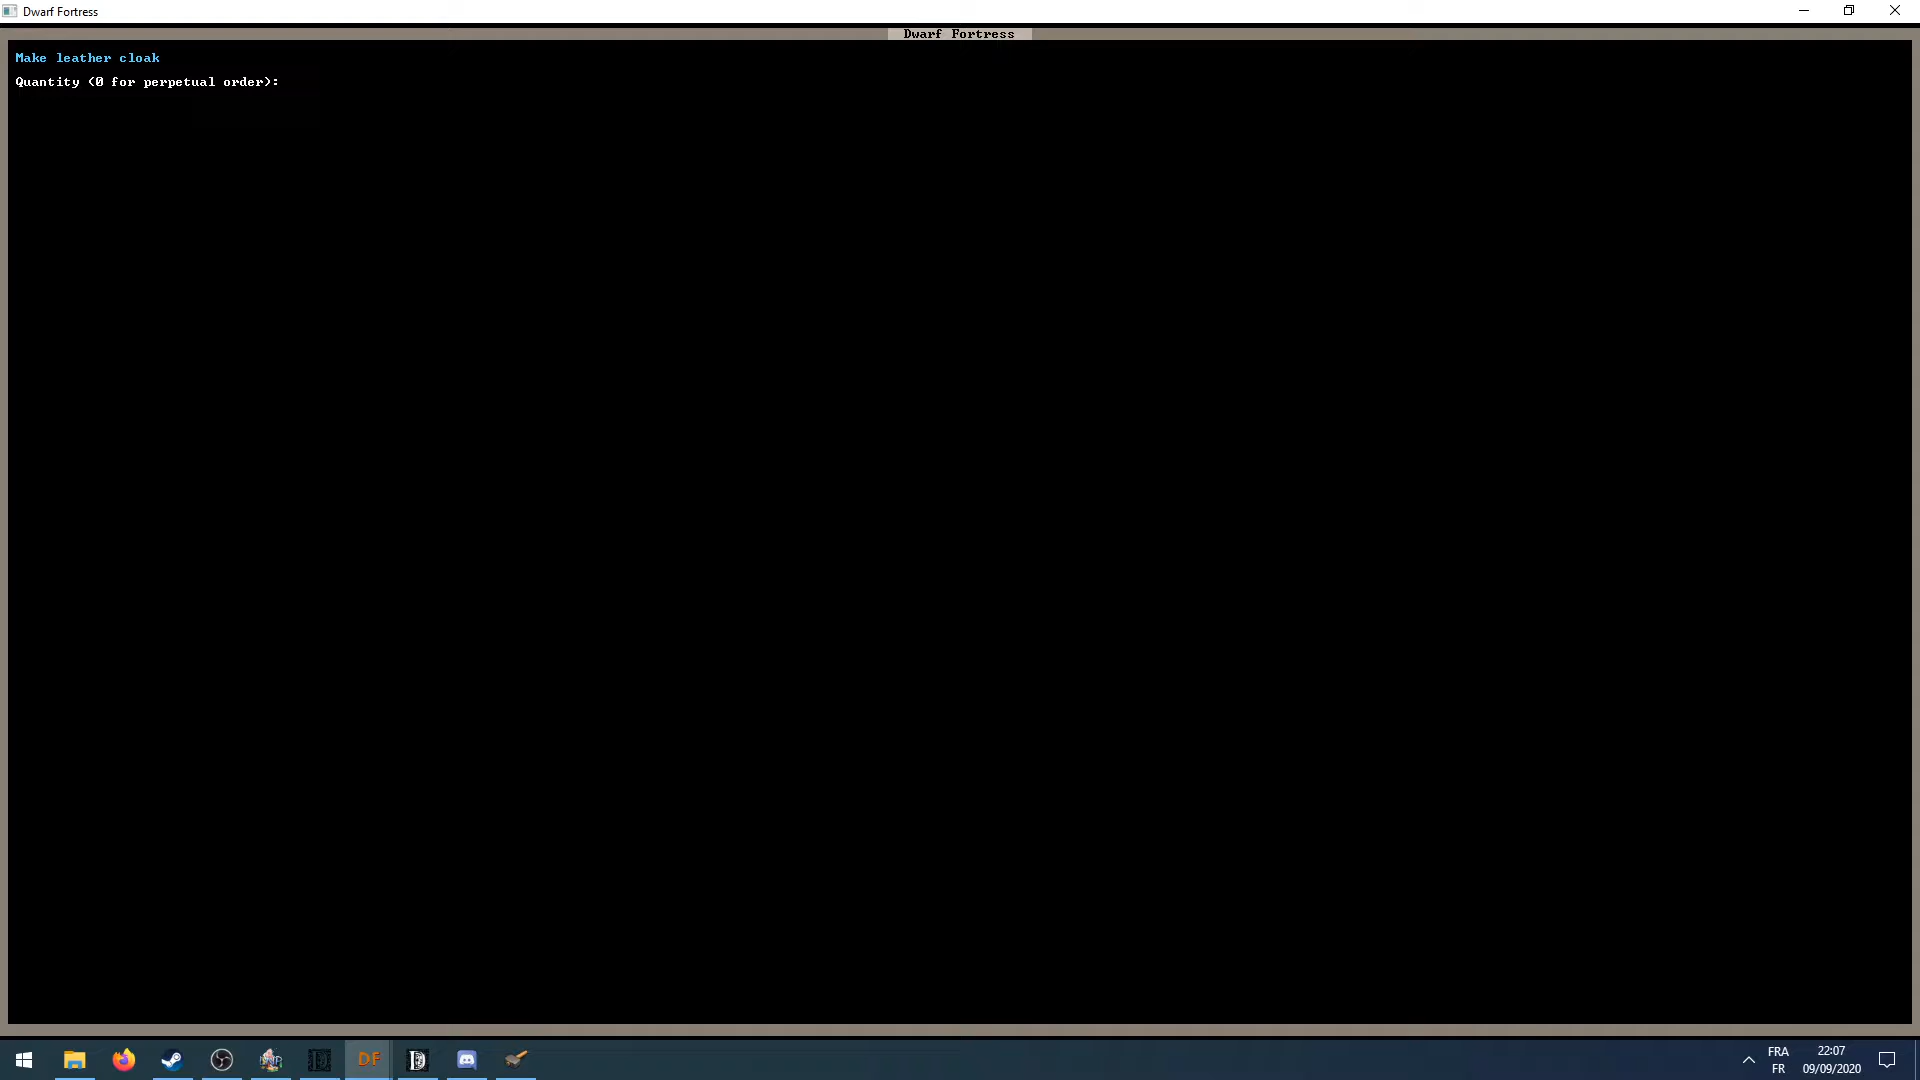 Dwarf Fortress
Dwarf Fortress
Make leather cloak
Quantity (0 for perpetual order):
DF
FRA
FR
22:07
09/09/2020